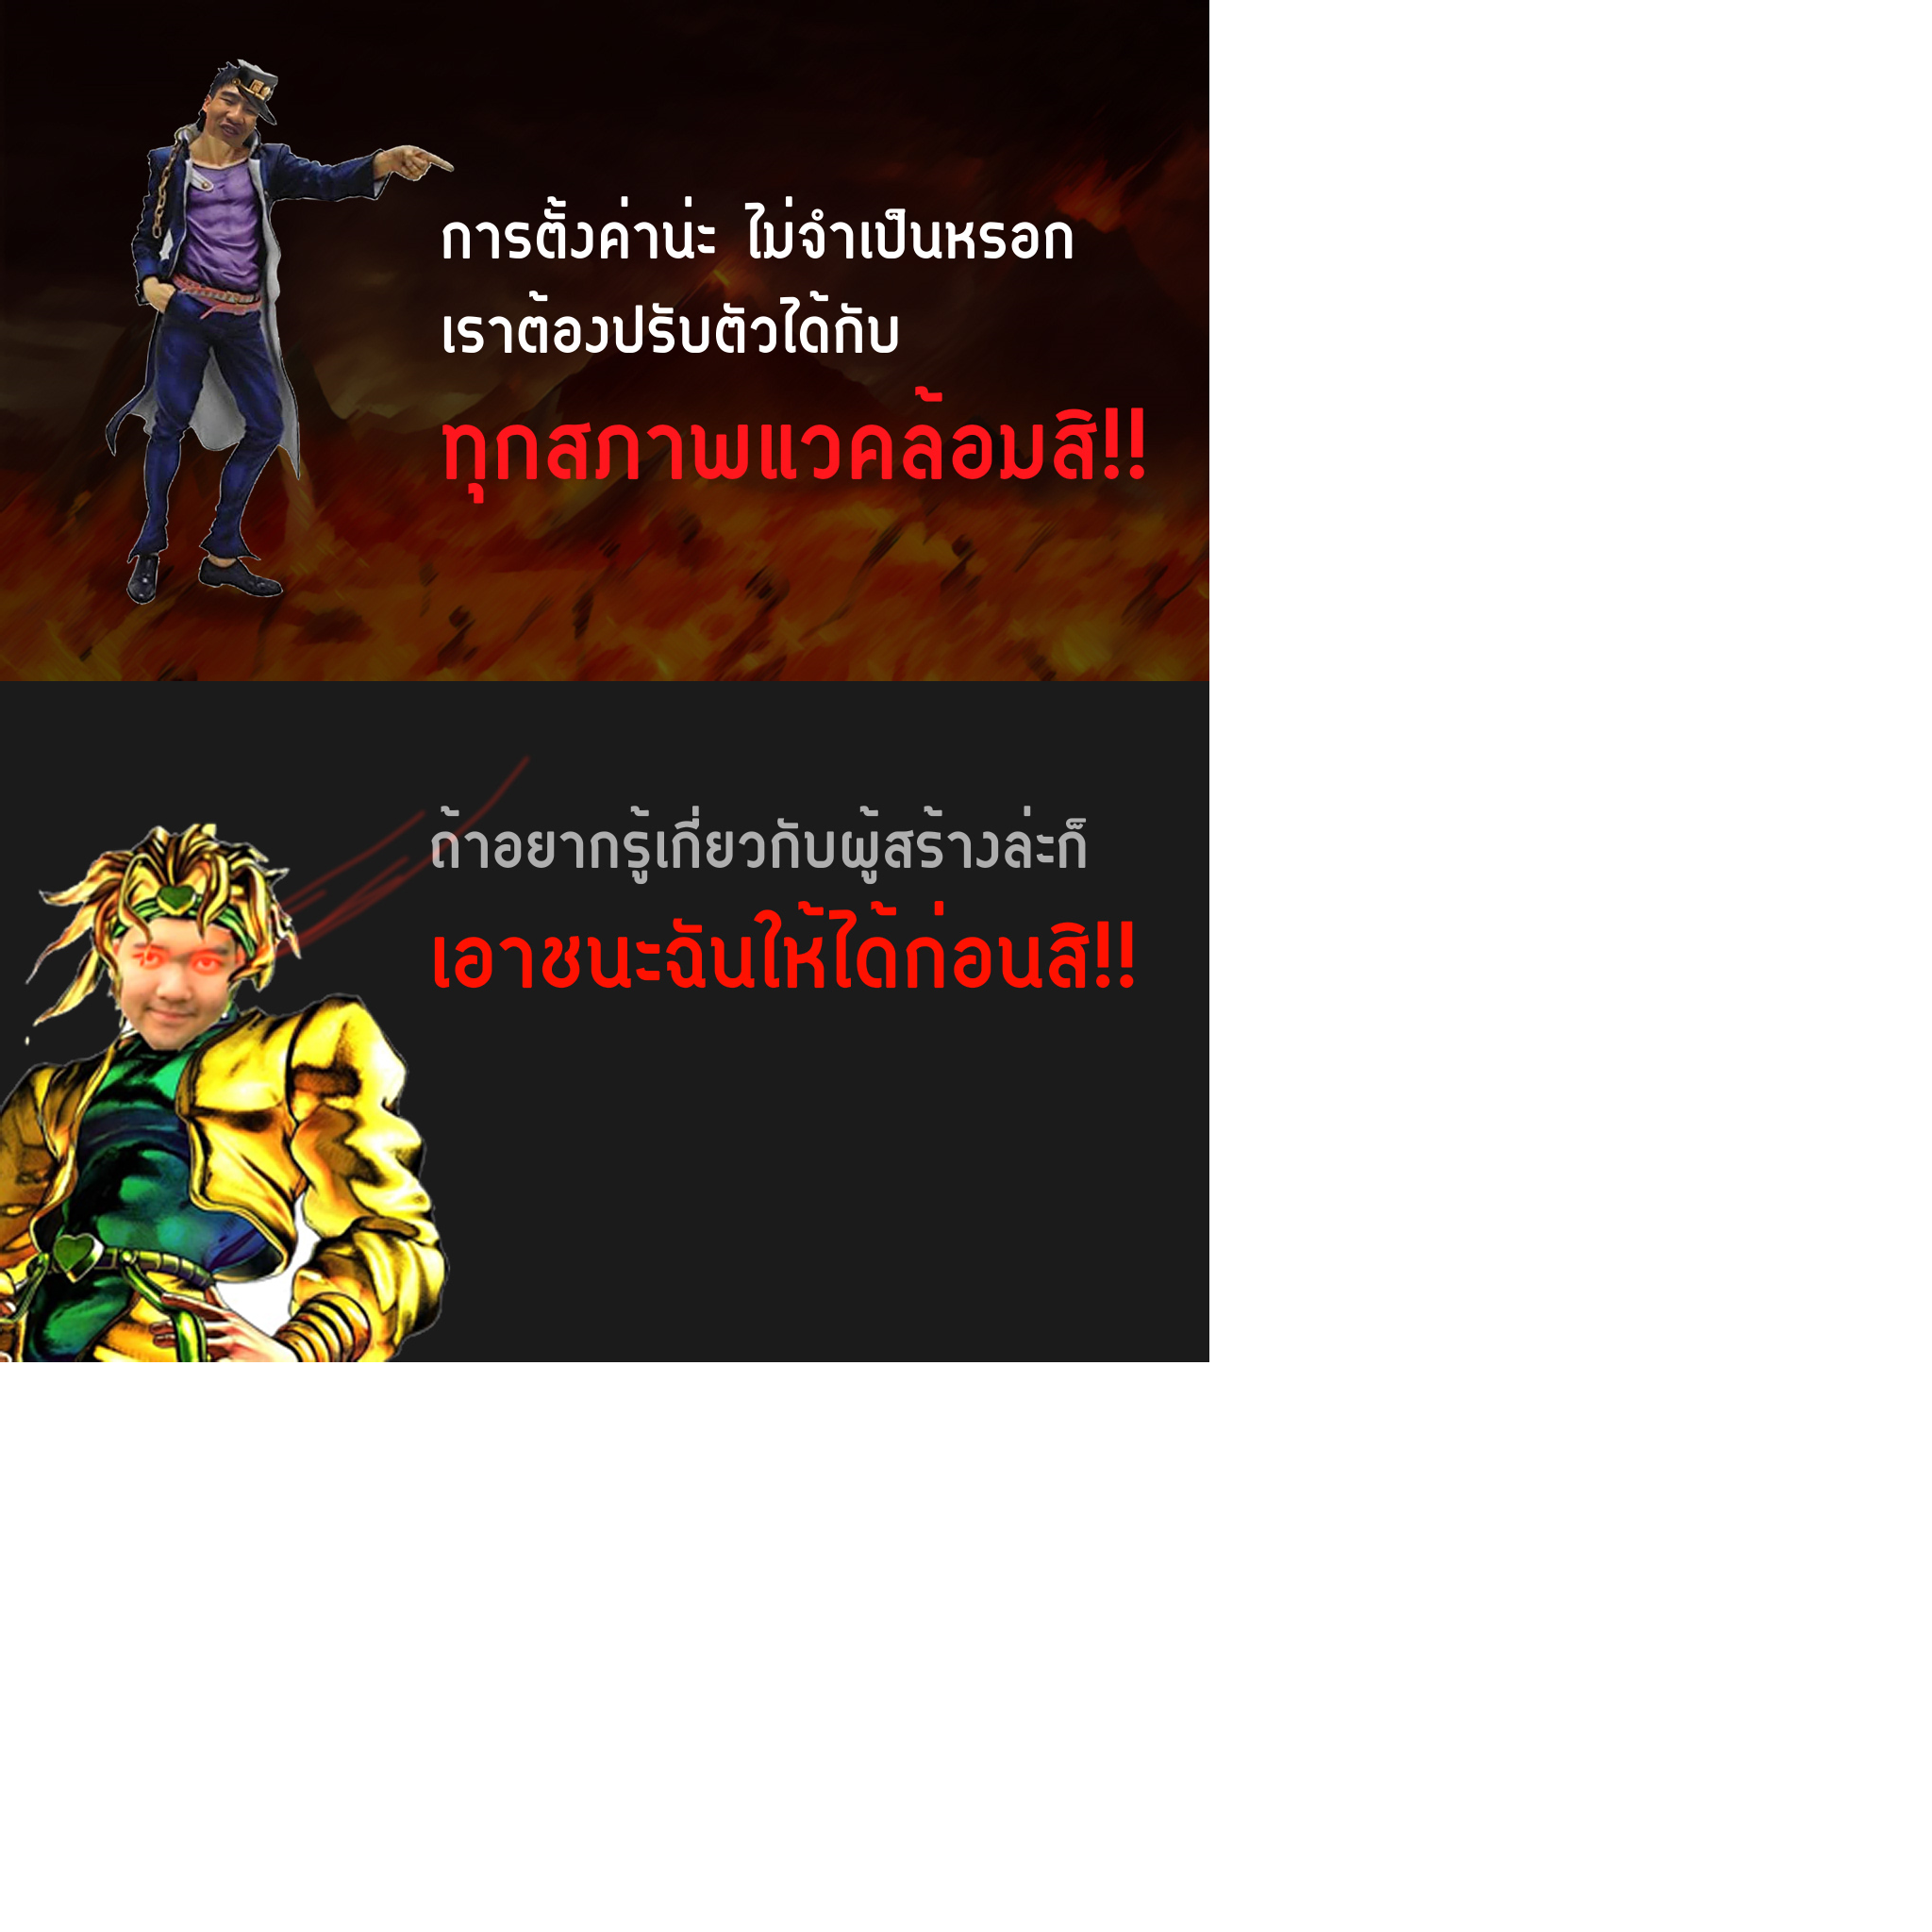 การตั้งค่าน่ะ ไม่จำเป็นหรอก
เราต้องปรับตัวได้กับ
ทุกสภาพแวคล้อมสิ!!
ถ้าอยากรู้เกี่ยวกับผู้สร้างล่ะก็
เอาชนะฉันให้ได้ก่อนสิ!!